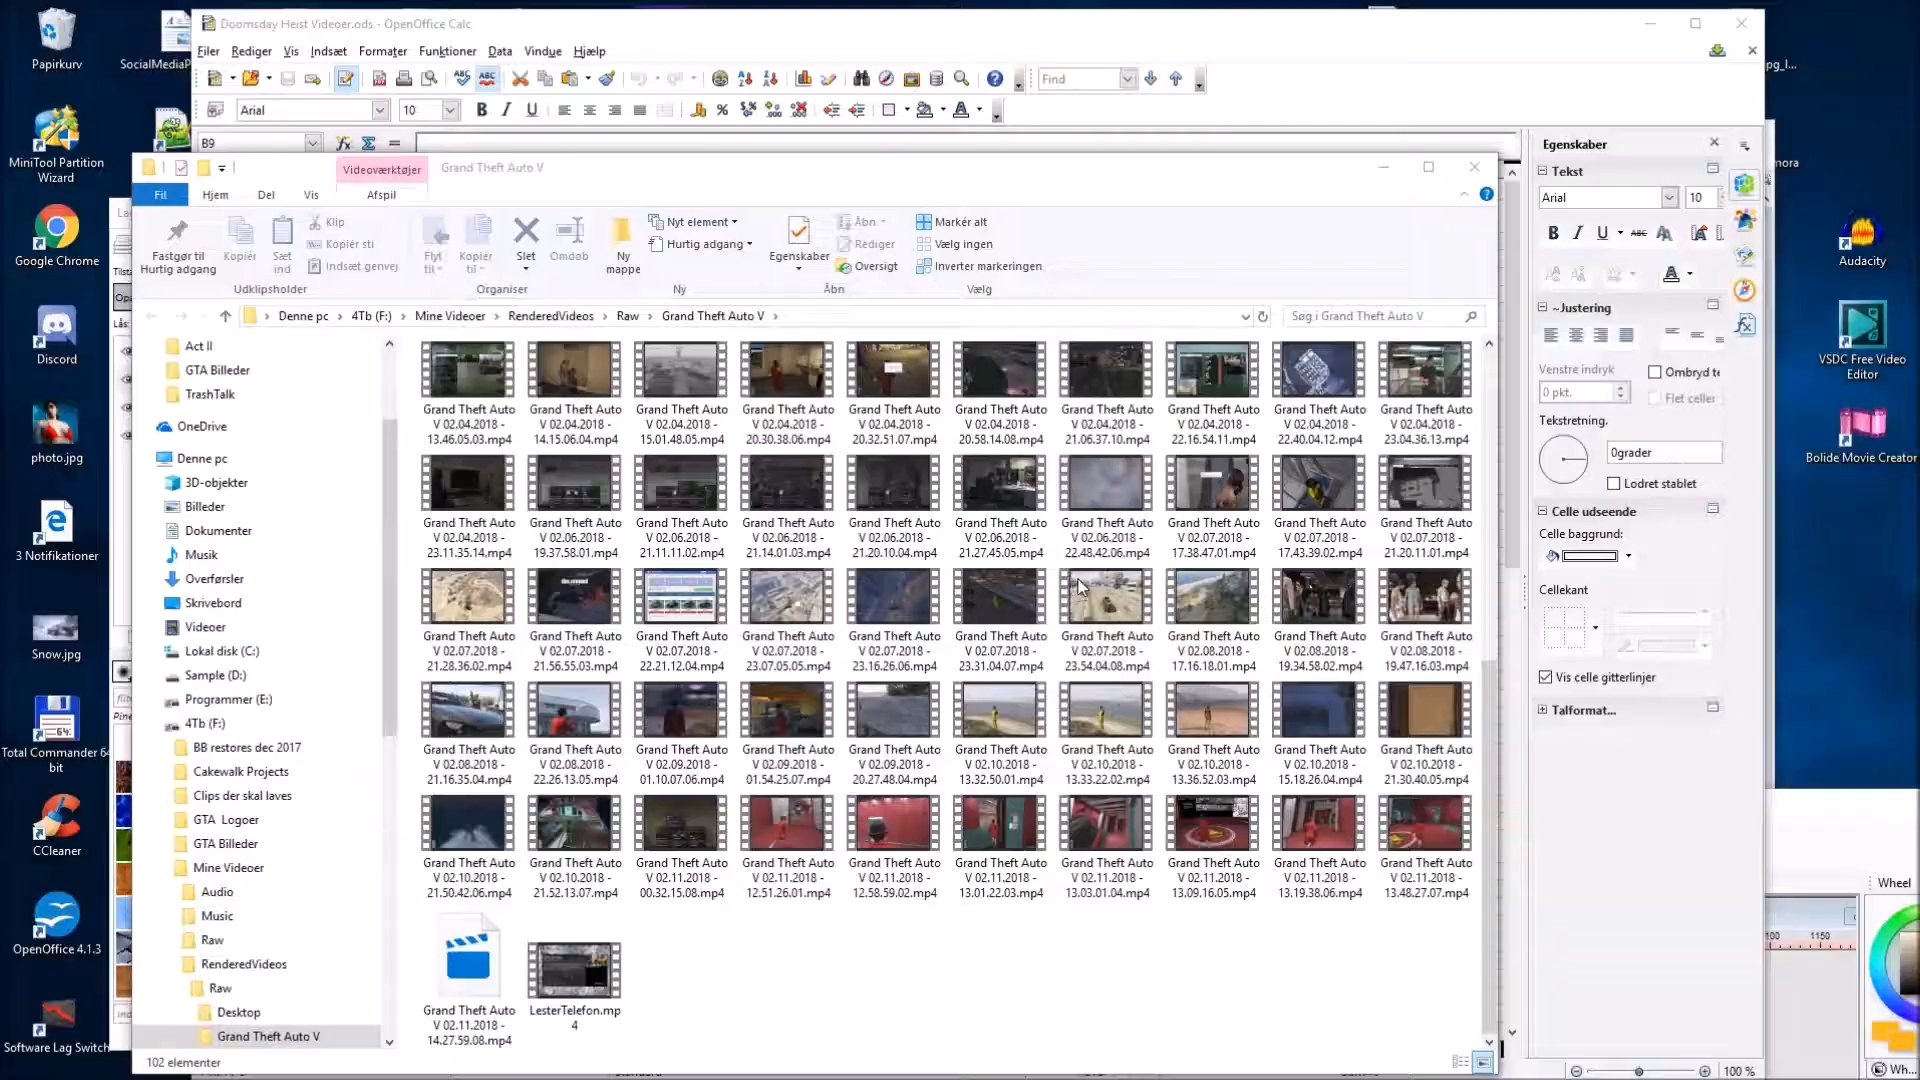 Papirkurv
SocialMediaP
MiniTool Partition
Wizard
Google Chrome
Discord
photo.jpg
3 Notifikationer
Snow.jpg
Total Commander 64
bit
CCleaner
OpenOffice 4.1.3
Software Lag Switch
Doomsday Heist Videoer.ods - OpenOffice Calc
Filer Rediger Vis Indsæt Formater Funktioner Data Vindue Hjælp
Find
Arial 10
B9
Videoværktøjer Grand Theft Auto V
Fil Hjem Del Vis Afspil
Fastgør til
Hurtig adgang
Kopiér
Sæt
ind
Klip
Kopiér sti
Indsæt genvej
Udklipsholder
Flyt
til
Kopiér
til
Slet
Omdøb
Organiser
Ny
mappe
Nyt element
Hurtig adgang
Ny
Egenskaber
Åbn
Rediger
Oversigt
Åbn
Markér alt
Vælg ingen
Inverter markeringen
Vælg
Denne pc > 4Tb (F:) > Mine Videoer > RenderedVideos > Raw > Grand Theft Auto V >
Søg i Grand Theft Auto V
Act II
GTA Billeder
TrashTalk
OneDrive
Denne pc
3D-objekter
Billeder
Dokumenter
Musik
Overførsler
Skrivebord
Videoer
Lokal disk (C:)
Sample (D:)
Programmer (E:)
4Tb (F:)
BB restores dec 2017
Cakewalk Projects
Clips der skal laves
GTA  Logoer
GTA Billeder
Mine Videoer
Audio
Music
Raw
RenderedVideos
Raw
Desktop
Grand Theft Auto V
102 elementer
Grand Theft Auto Grand Theft Auto Grand Theft Auto Grand Theft Auto Grand Theft Auto Grand Theft Auto Grand Theft Auto Grand Theft Auto Grand Theft Auto Grand Theft Auto
V 02.04.2018 - V 02.04.2018 - V 02.04.2018 - V 02.04.2018 - V 02.04.2018 - V 02.04.2018 - V 02.04.2018 - V 02.04.2018 - V 02.04.2018 - V 02.04.2018 -
13.46.05.03.mp4 14.15.06.04.mp4 15.01.48.05.mp4 20.30.38.06.mp4 20.32.51.07.mp4 20.58.14.08.mp4 21.06.37.10.mp4 22.16.54.11.mp4 22.40.04.12.mp4 23.04.36.13.mp4
Grand Theft Auto Grand Theft Auto Grand Theft Auto Grand Theft Auto Grand Theft Auto Grand Theft Auto Grand Theft Auto Grand Theft Auto Grand Theft Auto Grand Theft Auto
V 02.04.2018 - V 02.06.2018 - V 02.06.2018 - V 02.06.2018 - V 02.06.2018 - V 02.06.2018 - V 02.06.2018 - V 02.07.2018 - V 02.07.2018 - V 02.07.2018 -
23.11.35.14.mp4 19.37.58.01.mp4 21.11.11.02.mp4 21.14.01.03.mp4 21.20.10.04.mp4 21.27.45.05.mp4 22.48.42.06.mp4 17.38.47.01.mp4 17.43.39.02.mp4 21.20.11.01.mp4
Grand Theft Auto Grand Theft Auto Grand Theft Auto Grand Theft Auto Grand Theft Auto Grand Theft Auto Grand Theft Auto Grand Theft Auto Grand Theft Auto Grand Theft Auto
V 02.07.2018 - V 02.07.2018 - V 02.07.2018 - V 02.07.2018 - V 02.07.2018 - V 02.07.2018 - V 02.07.2018 - V 02.08.2018 - V 02.08.2018 - V 02.08.2018 -
21.28.36.02.mp4 21.56.55.03.mp4 22.21.12.04.mp4 23.07.05.05.mp4 23.16.26.06.mp4 23.31.04.07.mp4 23.54.04.08.mp4 17.16.18.01.mp4 19.34.58.02.mp4 19.47.16.03.mp4
Grand Theft Auto Grand Theft Auto Grand Theft Auto Grand Theft Auto Grand Theft Auto Grand Theft Auto Grand Theft Auto Grand Theft Auto Grand Theft Auto Grand Theft Auto
V 02.08.2018 - V 02.08.2018 - V 02.09.2018 - V 02.09.2018 - V 02.09.2018 - V 02.10.2018 - V 02.10.2018 - V 02.10.2018 - V 02.10.2018 - V 02.10.2018 -
21.16.35.04.mp4 22.26.13.05.mp4 01.10.07.06.mp4 01.54.25.07.mp4 20.27.48.04.mp4 13.32.50.01.mp4 13.33.22.02.mp4 13.36.52.03.mp4 15.18.26.04.mp4 21.30.40.05.mp4
Grand Theft Auto Grand Theft Auto Grand Theft Auto Grand Theft Auto Grand Theft Auto Grand Theft Auto Grand Theft Auto Grand Theft Auto Grand Theft Auto Grand Theft Auto
V 02.10.2018 - V 02.10.2018 - V 02.11.2018 - V 02.11.2018 - V 02.11.2018 - V 02.11.2018 - V 02.11.2018 - V 02.11.2018 - V 02.11.2018 - V 02.11.2018 -
21.50.42.06.mp4 21.52.13.07.mp4 00.32.15.08.mp4 12.51.26.01.mp4 12.58.59.02.mp4 13.01.22.03.mp4 13.03.01.04.mp4 13.09.16.05.mp4 13.19.38.06.mp4 13.48.27.07.mp4
Grand Theft Auto LesterTelefon.mp
V 02.11.2018 - 4
14.27.59.08.mp4
Egenskaber
Tekst
Arial 10
~Justering
Venstre indryk
Ombryd te
0 pkt.
Flet celler
Tekstretning.
0grader
Lodret stablet
Celle udseende
Celle baggrund:
Cellekant
Vis celle gitterlinjer
Talformat...
100 %
Audacity
VSDC Free Video
Editor
Bolide Movie Creator
Wheel
1150
Wh...